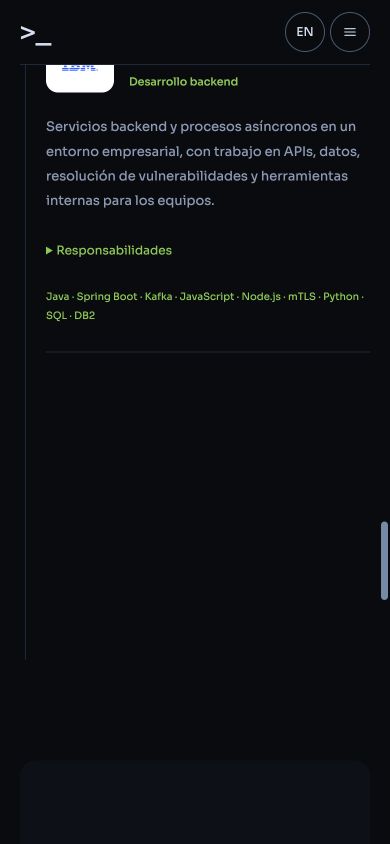 >_
EN
IBM
Desarrollo backend
Servicios backend y procesos asíncronos en un
entorno empresarial, con trabajo en APIs, datos,
resolución de vulnerabilidades y herramientas
internas para los equipos.
▶ Responsabilidades
Java · Spring Boot · Kafka · JavaScript · Node.js · mTLS · Python ·
SQL · DB2